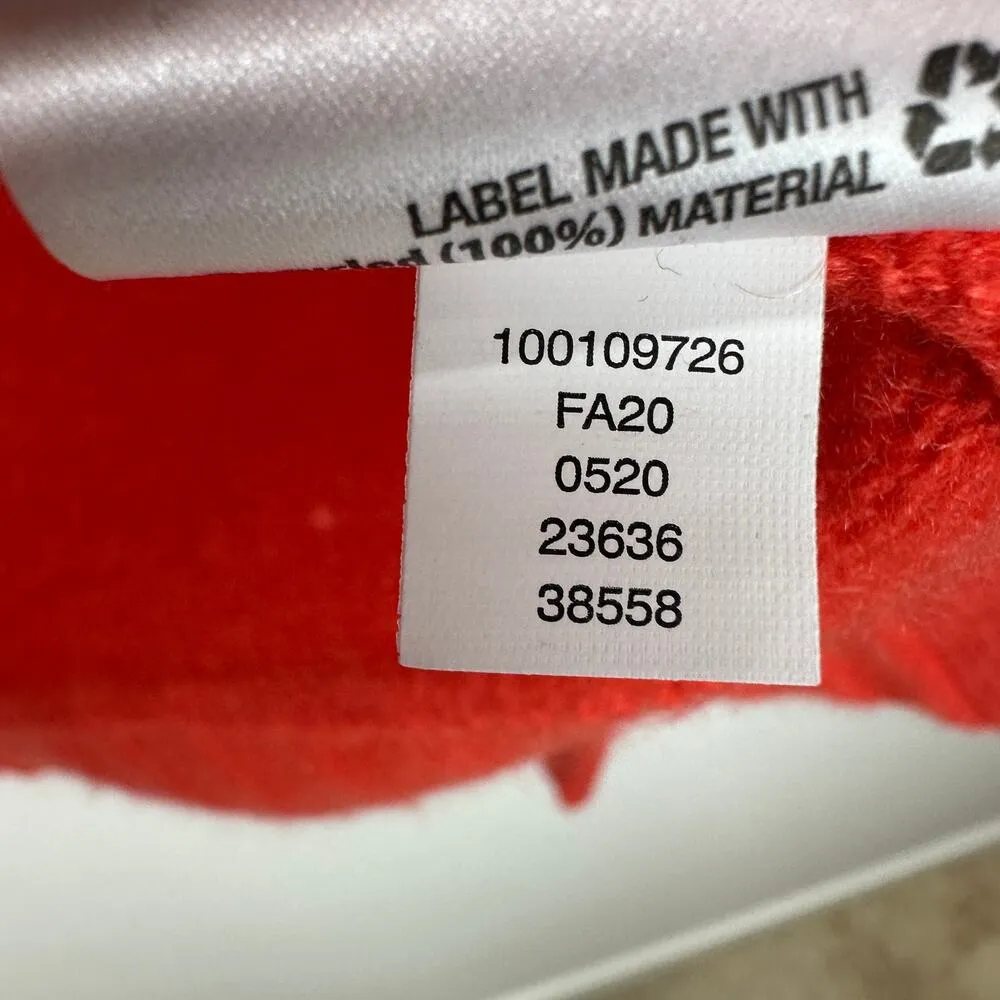 LABEL MADE WITH
(100%) MATERIAL
100109726
FA20
0520
23636
38558